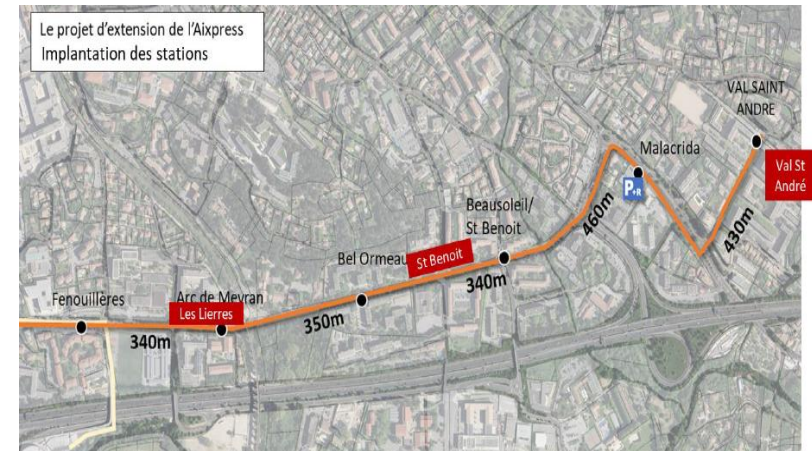 Le projet d'extension de l'Aixpress
Implantation des stations
VAL SAINT
ANDRE
Malacrida
Val St
André
P+R
Beausoleil/
St Benoit
460m
430m
Bel Ormeau
St Benoit
340m
Fenouillères
Arc de Meyran
Les Lierres
350m
340m